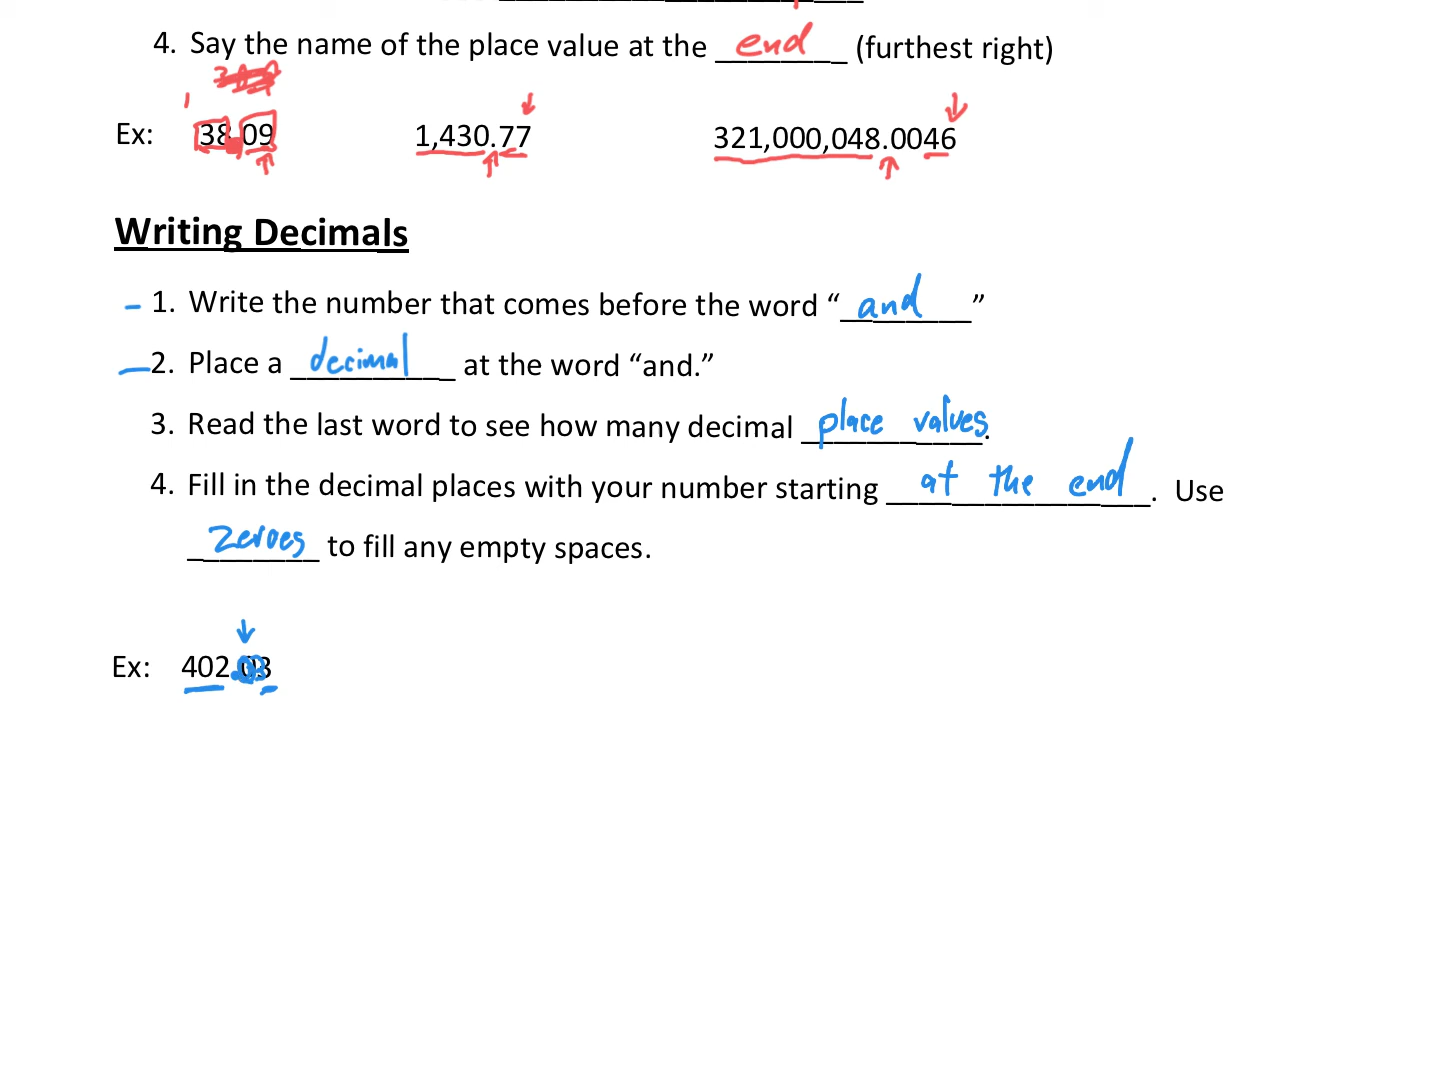 4. Say the name of the place value at the end (furthest right)
Ex: 38.09 1,430.77 321,000,048.0046
Writing Decimals
1. Write the number that comes before the word “and”
2. Place a decimal at the word “and.”
3. Read the last word to see how many decimal place values.
4. Fill in the decimal places with your number starting at the end. Use
zeroes to fill any empty spaces.
Ex: 402.03